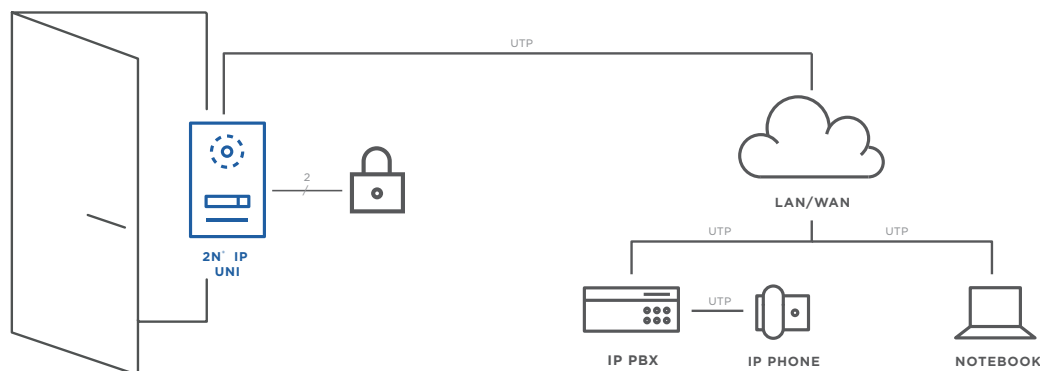 UTP
2
2N® IP
UNI
LAN/WAN
UTP
UTP
UTP
IP PBX
IP PHONE
NOTEBOOK